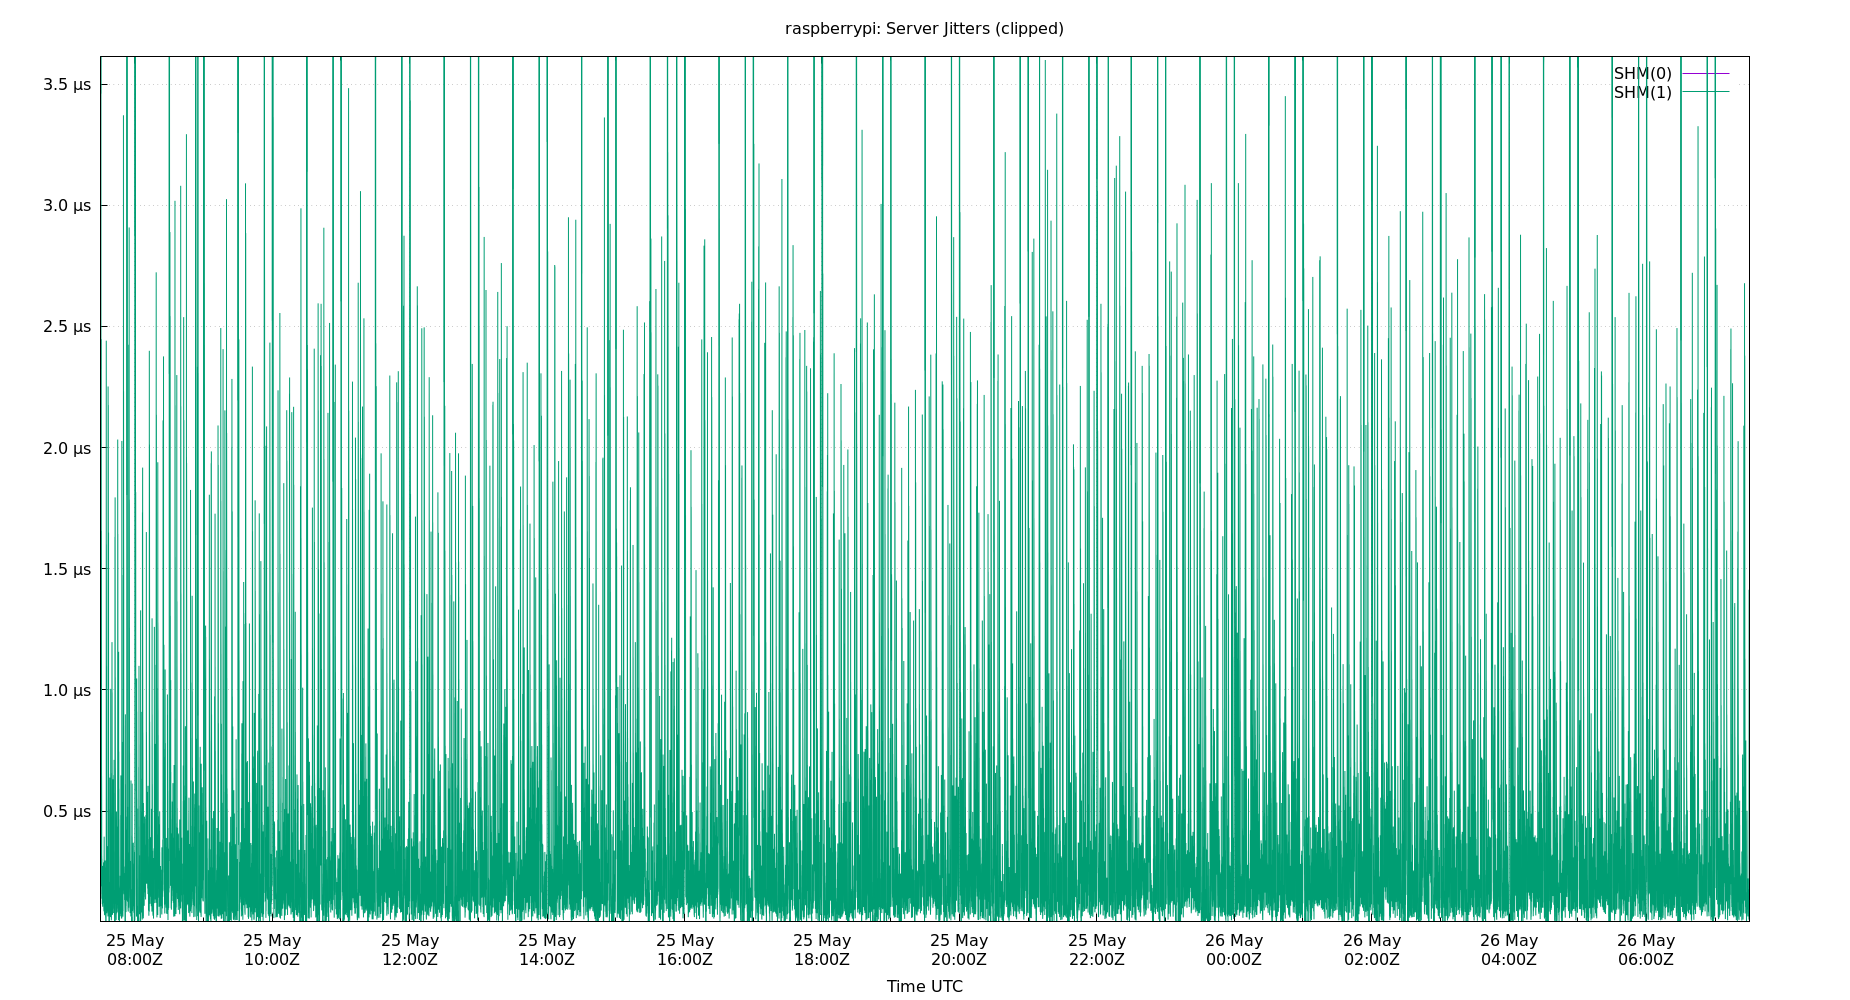 raspberrypi: Server Jitters (clipped)
SHM(0)
SHM(1)
3.5 µs
3.0 µs
2.5 µs
2.0 µs
1.5 µs
1.0 µs
0.5 µs
25 May 25 May 25 May 25 May 25 May 25 May 25 May 25 May 26 May 26 May 26 May 26 May
08:00Z 10:00Z 12:00Z 14:00Z 16:00Z 18:00Z 20:00Z 22:00Z 00:00Z 02:00Z 04:00Z 06:00Z
Time UTC